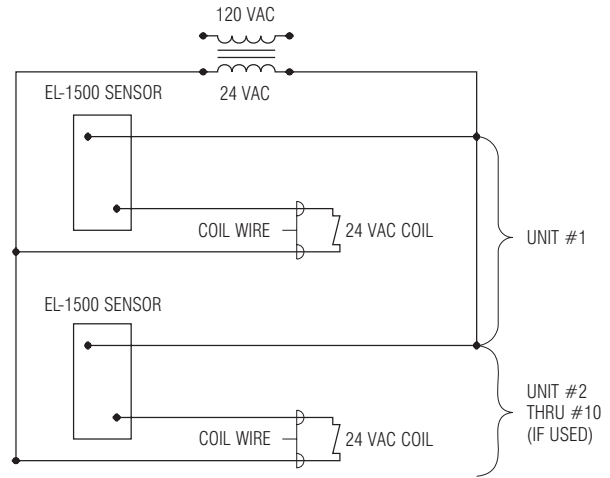 120 VAC
24 VAC
EL-1500 SENSOR
COIL WIRE
24 VAC COIL
UNIT #1
EL-1500 SENSOR
COIL WIRE
24 VAC COIL
UNIT #2
THRU #10
(IF USED)